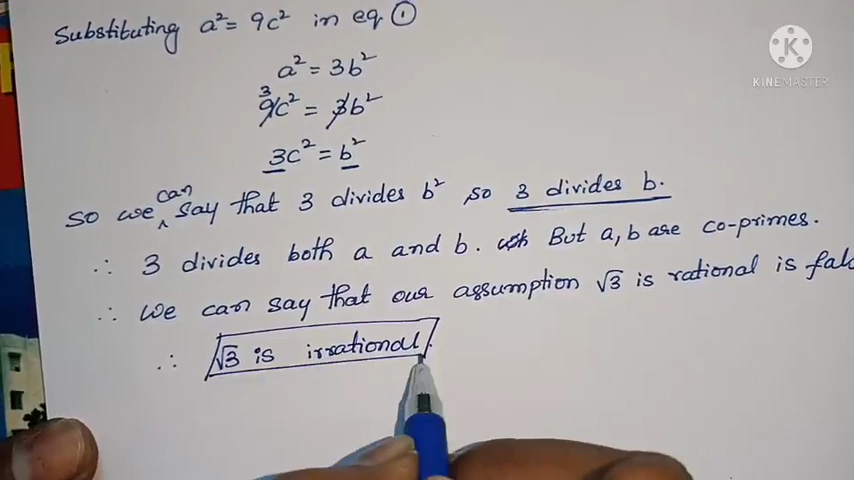 Substituting a² = 9c² in eq ①
a² = 3b²
3
9c² = 3b²
3c² = b²
So we can say that 3 divides b², so 3 divides b.
∴ 3 divides both a and b. But a, b are co-primes.
∴ we can say that our assumption √3 is rational is fal
∴ √3 is irrational.
KINEMASTER